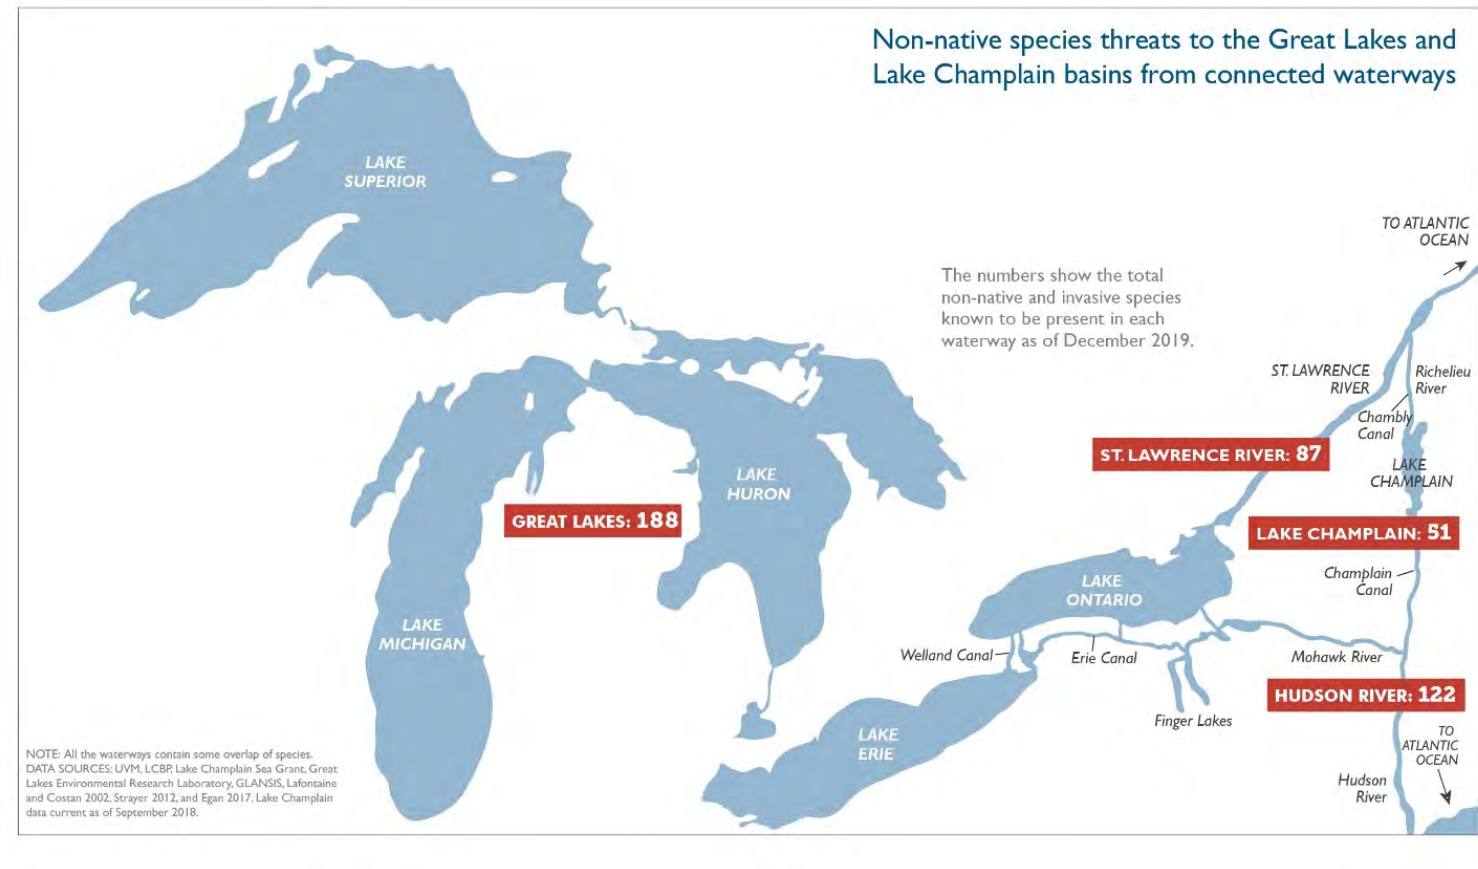 Non-native species threats to the Great Lakes and
Lake Champlain basins from connected waterways
LAKE
SUPERIOR
TO ATLANTIC
OCEAN
The numbers show the total
non-native and invasive species
known to be present in each
waterway as of December 2019.
ST. LAWRENCE
RIVER
Richelieu
River
Chambly
Canal
ST. LAWRENCE RIVER: 87
LAKE
CHAMPLAIN
LAKE
HURON
GREAT LAKES: 188
LAKE CHAMPLAIN: 51
Champlain
Canal
LAKE
ONTARIO
LAKE
MICHIGAN
Welland Canal
Erie Canal
Mohawk River
HUDSON RIVER: 122
Finger Lakes
LAKE
ERIE
TO
ATLANTIC
OCEAN
Hudson
River
NOTE: All the waterways contain some overlap of species.
DATA SOURCES: UVM, LCBP, Lake Champlain Sea Grant, Great
Lakes Environmental Research Laboratory, GLANSIS, Lafontaine
and Costan 2002, Strayer 2012, and Egan 2017. Lake Champlain
data current as of September 2018.